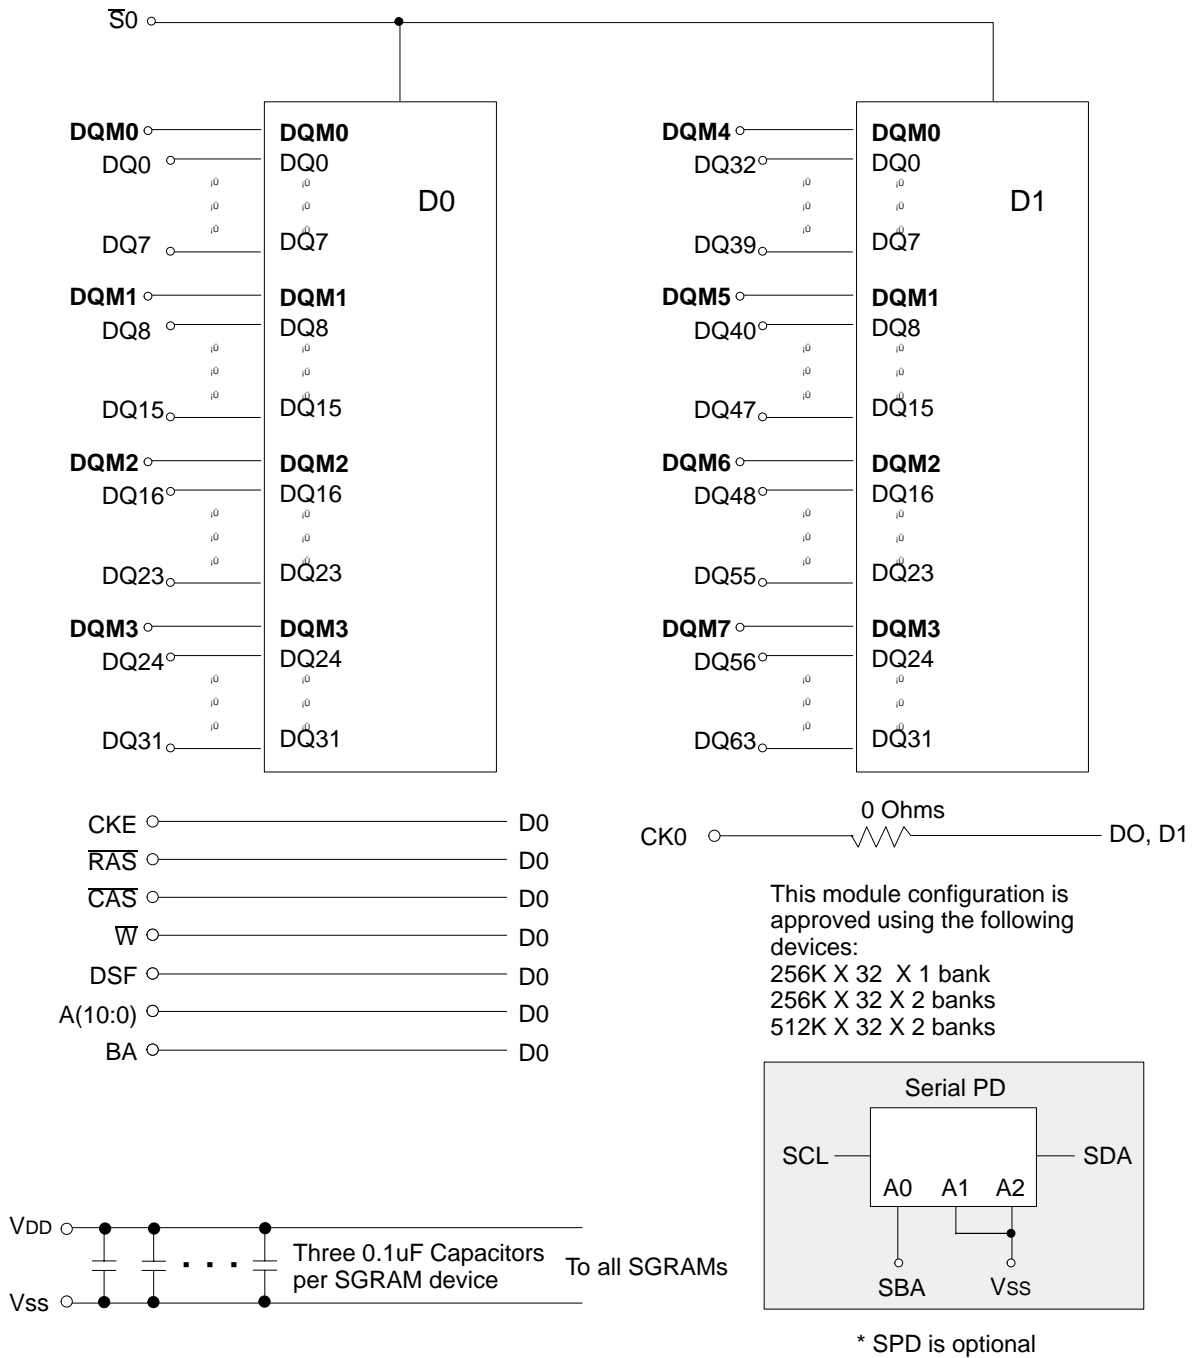 S0
DQM0 DQM0
DQ0 DQ0
¡Û ¡Û
¡Û ¡Û
¡Û ¡Û
DQ7 DQ7
D0
DQM1 DQM1
DQ8 DQ8
¡Û ¡Û
¡Û ¡Û
¡Û ¡Û
DQ15 DQ15
DQM2 DQM2
DQ16 DQ16
¡Û ¡Û
¡Û ¡Û
¡Û ¡Û
DQ23 DQ23
DQM3 DQM3
DQ24 DQ24
¡Û ¡Û
¡Û ¡Û
¡Û ¡Û
DQ31 DQ31
DQM4 DQM0
DQ32 DQ0
¡Û ¡Û
¡Û ¡Û
¡Û ¡Û
DQ39 DQ7
D1
DQM5 DQM1
DQ40 DQ8
¡Û ¡Û
¡Û ¡Û
¡Û ¡Û
DQ47 DQ15
DQM6 DQM2
DQ48 DQ16
¡Û ¡Û
¡Û ¡Û
¡Û ¡Û
DQ55 DQ23
DQM7 DQM3
DQ56 DQ24
¡Û ¡Û
¡Û ¡Û
¡Û ¡Û
DQ63 DQ31
CKE D0
RAS D0
CAS D0
W D0
DSF D0
A(10:0) D0
BA D0
0 Ohms
CK0 DO, D1
This module configuration is
approved using the following
devices:
256K X 32 X 1 bank
256K X 32 X 2 banks
512K X 32 X 2 banks
Serial PD
SCL SDA
A0 A1 A2
SBA VSS
* SPD is optional
VDD
Three 0.1uF Capacitors
per SGRAM device
To all SGRAMs
VSS